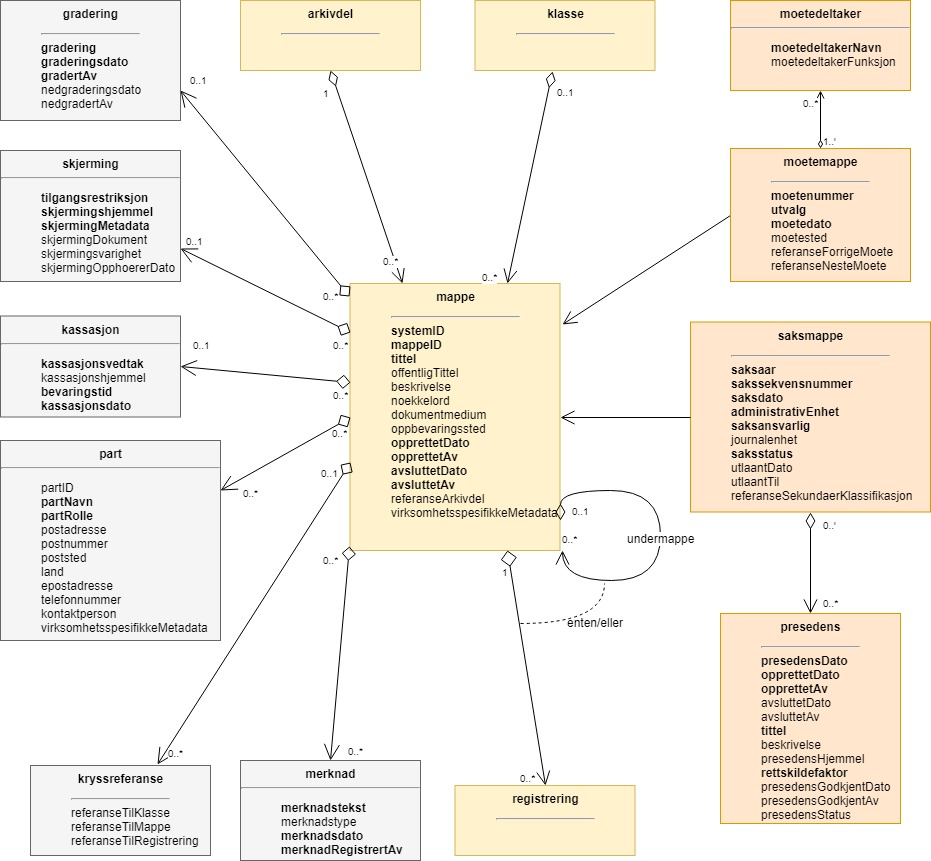 gradering
gradering
graderingsdato
gradertAv
nedgraderingsdato
nedgradertAv
arkivdel
klasse
moetedeltaker
moetedeltakerNavn
moetedeltakerFunksjon
0..1
1
0..1
0..*
1..'
skjerming
tilgangsrestriksjon
skjermingshjemmel
skjermingMetadata
skjermingDokument
skjermingsvarighet
skjermingOpphoererDato
0..1
moetemappe
moetenummer
utvalg
moetedato
moetested
referanseForrigeMoete
referanseNesteMoete
0..*
0..*
0..*
mappe
systemID
mappeID
tittel
offentligTittel
beskrivelse
noekkelord
dokumentmedium
oppbevaringssted
opprettetDato
opprettetAv
avsluttetDato
avsluttetAv
referanseArkivdel
virksomhetsspesifikkeMetadata
0..*
0..*
0..*
0..1
kassasjon
kassasjonsvedtak
kassasjonshjemmel
bevaringstid
kassasjonsdato
0..1
saksmappe
saksaar
sakssekvensnummer
saksdato
administrativEnhet
saksansvarlig
journalenhet
saksstatus
utlaantDato
utlaantTil
referanseSekundaerKlassifikasjon
part
partID
partNavn
partRolle
postadresse
postnummer
poststed
land
epostadresse
telefonnummer
kontaktperson
virksomhetsspesifikkeMetadata
0..*
0..1
0..*
undermappe
0..*
1
enten/eller
0..'
0..*
presedens
presedensDato
opprettetDato
opprettetAv
avsluttetDato
avsluttetAv
tittel
beskrivelse
presedensHjemmel
rettskildefaktor
presedensGodkjentDato
presedensGodkjentAv
presedensStatus
0..*
kryssreferanse
referanseTilKlasse
referanseTilMappe
referanseTilRegistrering
0..*
merknad
merknadstekst
merknadstype
merknadsdato
merknadRegistrertAv
0..*
registrering